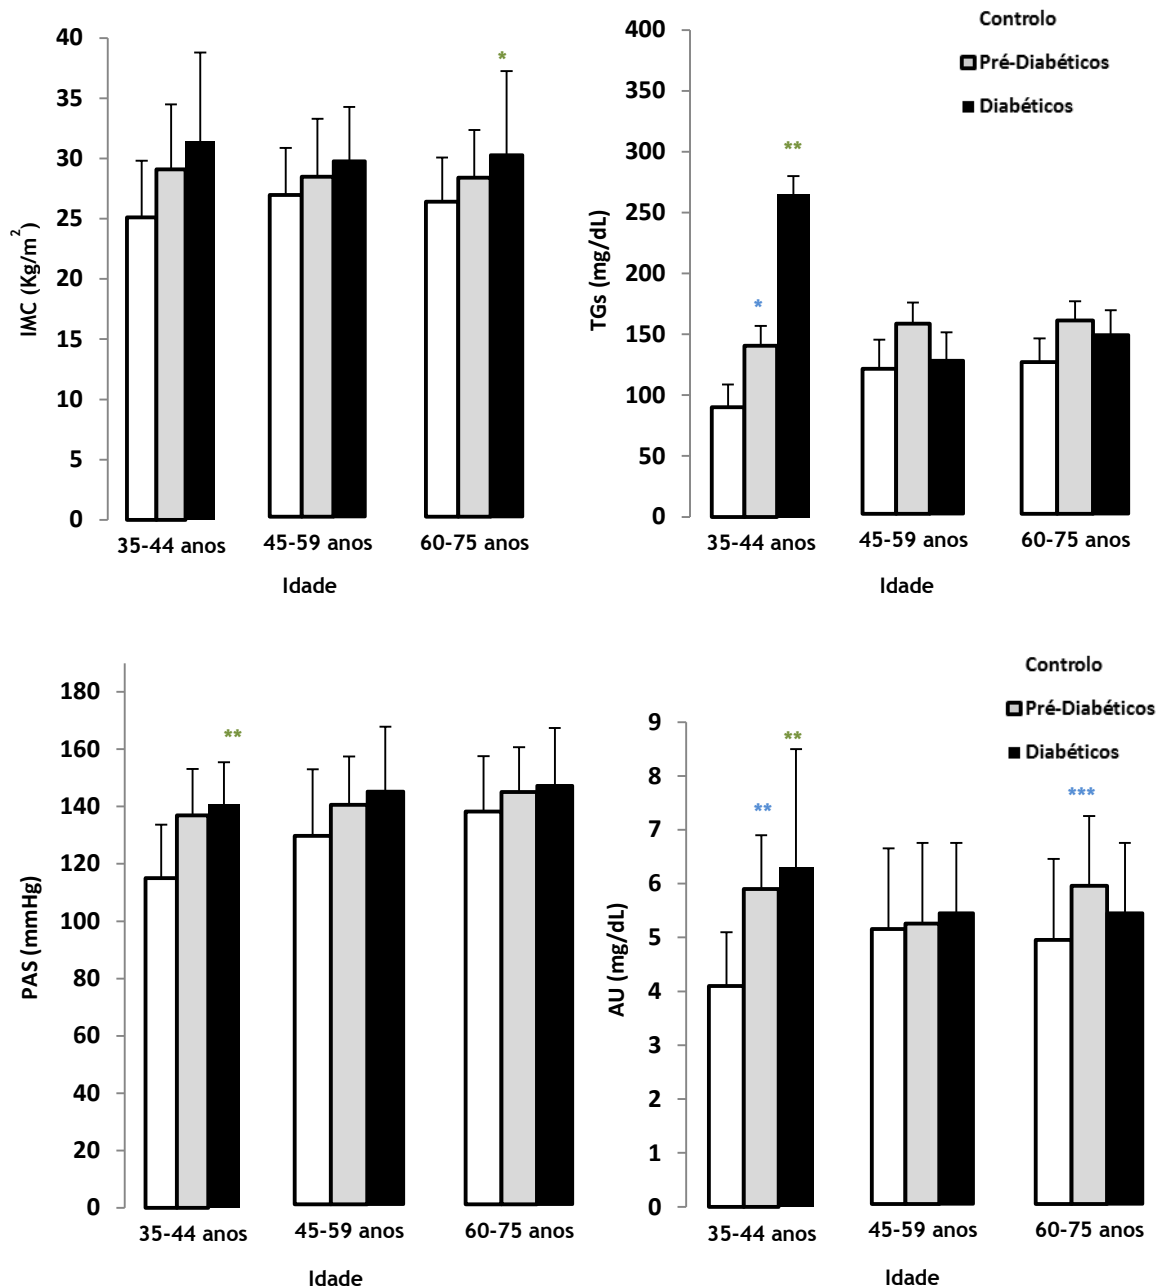 40
35
30
25
20
15
10
5
0
IMC (Kg/m²)
*
35-44 anos
45-59 anos
60-75 anos
Idade
Controlo
Pré-Diabéticos
Diabéticos
400
350
300
250
200
150
100
50
0
TGs (mg/dL)
*
**
35-44 anos
45-59 anos
60-75 anos
Idade
180
160
140
120
100
80
60
40
20
0
PAS (mmHg)
**
35-44 anos
45-59 anos
60-75 anos
Idade
Controlo
Pré-Diabéticos
Diabéticos
9
8
7
6
5
4
3
2
1
0
AU (mg/dL)
**
**
***
35-44 anos
45-59 anos
60-75 anos
Idade